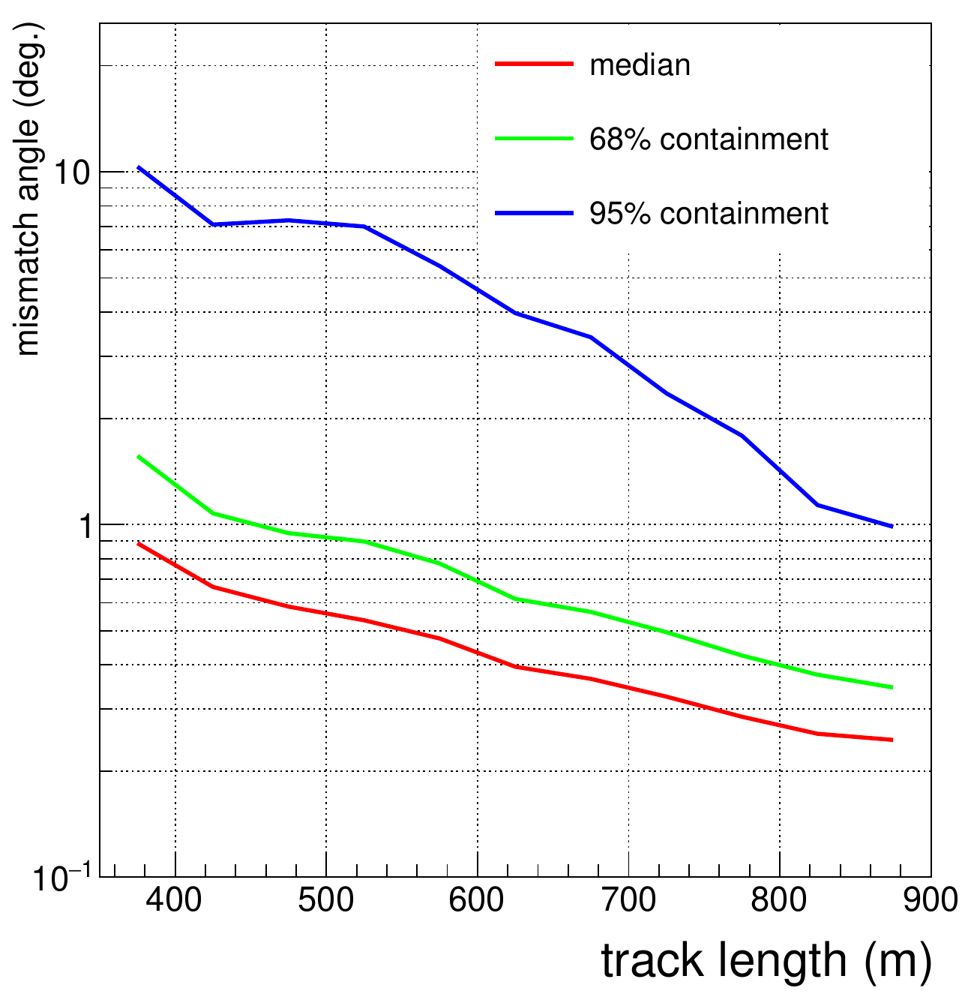 mismatch angle (deg.)
median
68% containment
95% containment
10
1
10⁻¹
400 500 600 700 800 900
track length (m)